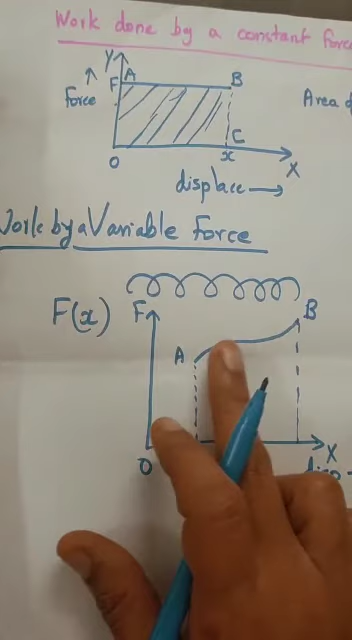 Work done by a constant force
Y
F A B
Force
Area
C
O x X
displace
Work by a Variable Force
F(x) F B
A
O X